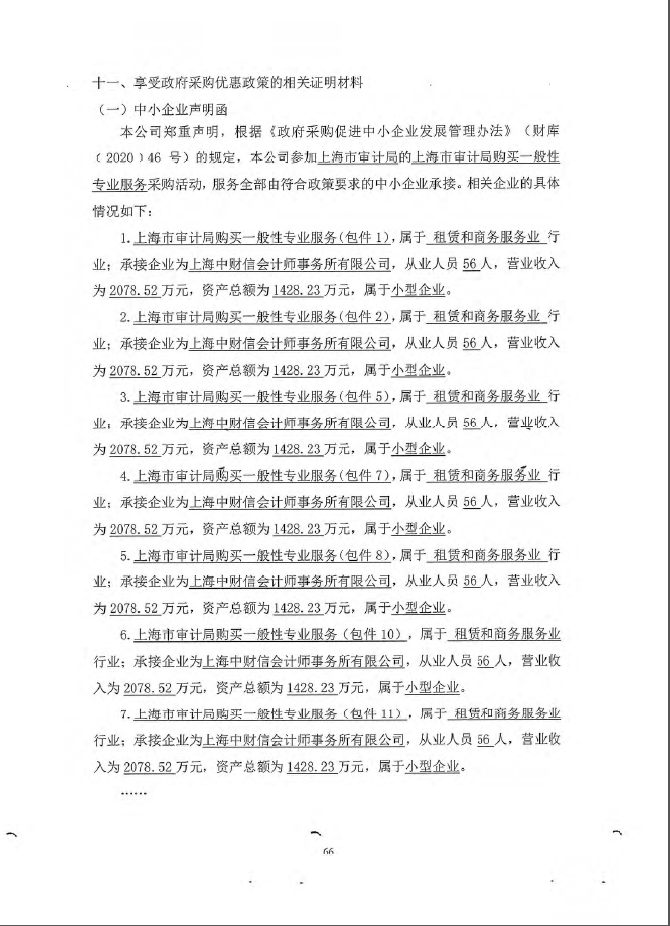 十一、享受政府采购优惠政策的相关证明材料
（一）中小企业声明函
本公司郑重声明，根据《政府采购促进中小企业发展管理办法》（财库
﹝2020﹞46 号）的规定，本公司参加上海市审计局的上海市审计局购买一般性
专业服务采购活动，服务全部由符合政策要求的中小企业承接。相关企业的具体
情况如下：
1. 上海市审计局购买一般性专业服务(包件 1)，属于 租赁和商务服务业 行
业；承接企业为上海中财信会计师事务所有限公司，从业人员 56 人，营业收入
为 2078.52 万元，资产总额为 1428.23 万元，属于小型企业。
2. 上海市审计局购买一般性专业服务(包件 2)，属于 租赁和商务服务业 行
业；承接企业为上海中财信会计师事务所有限公司，从业人员 56 人，营业收入
为 2078.52 万元，资产总额为 1428.23 万元，属于小型企业。
3. 上海市审计局购买一般性专业服务(包件 5)，属于 租赁和商务服务业 行
业；承接企业为上海中财信会计师事务所有限公司，从业人员 56 人，营业收入
为 2078.52 万元，资产总额为 1428.23 万元，属于小型企业。
4. 上海市审计局购买一般性专业服务(包件 7)，属于 租赁和商务服务业 行
业；承接企业为上海中财信会计师事务所有限公司，从业人员 56 人，营业收入
为 2078.52 万元，资产总额为 1428.23 万元，属于小型企业。
5. 上海市审计局购买一般性专业服务(包件 8)，属于 租赁和商务服务业 行
业；承接企业为上海中财信会计师事务所有限公司，从业人员 56 人，营业收入
为 2078.52 万元，资产总额为 1428.23 万元，属于小型企业。
6. 上海市审计局购买一般性专业服务（包件 10），属于 租赁和商务服务业
行业；承接企业为上海中财信会计师事务所有限公司，从业人员 56 人，营业收
入为 2078.52 万元，资产总额为 1428.23 万元，属于小型企业。
7. 上海市审计局购买一般性专业服务（包件 11），属于 租赁和商务服务业
行业；承接企业为上海中财信会计师事务所有限公司，从业人员 56 人，营业收
入为 2078.52 万元，资产总额为 1428.23 万元，属于小型企业。
……
66